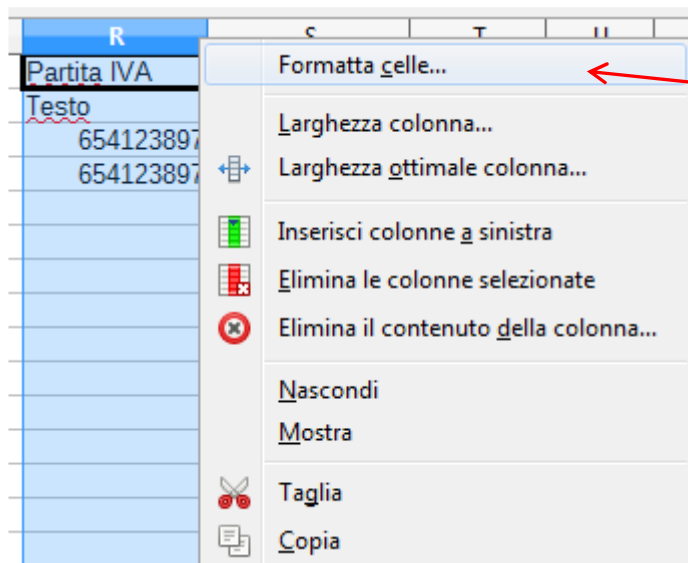 R S T U
Partita IVA
Testo
654123897
654123897
Formatta celle...
Larghezza colonna...
Larghezza ottimale colonna...
Inserisci colonne a sinistra
Elimina le colonne selezionate
Elimina il contenuto della colonna...
Nascondi
Mostra
Taglia
Copia